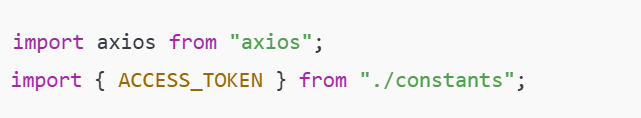 import axios from "axios";
import { ACCESS_TOKEN } from "./constants";